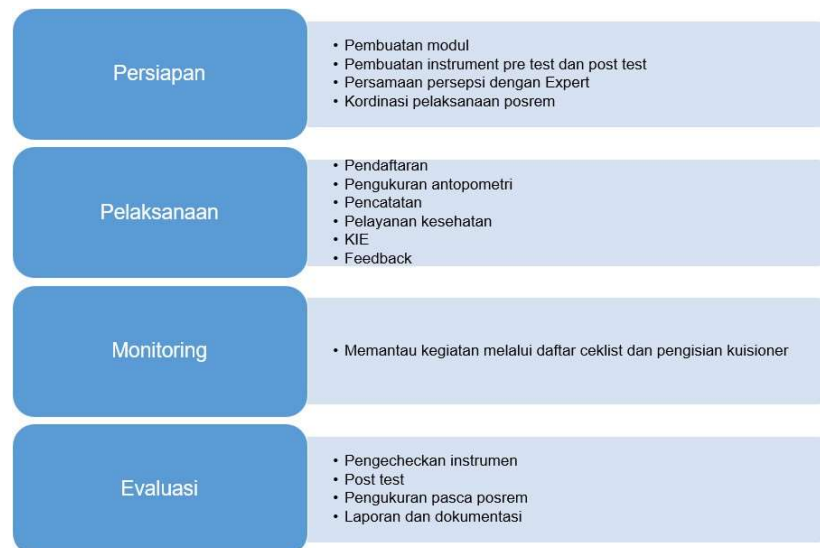 Persiapan
• Pembuatan modul
• Pembuatan instrument pre test dan post test
• Persamaan persepsi dengan Expert
• Kordinasi pelaksanaan posrem
Pelaksanaan
• Pendaftaran
• Pengukuran antopometri
• Pencatatan
• Pelayanan kesehatan
• KIE
• Feedback
Monitoring
• Memantau kegiatan melalui daftar ceklist dan pengisian kuisioner
Evaluasi
• Pengecheckan instrumen
• Post test
• Pengukuran pasca posrem
• Laporan dan dokumentasi